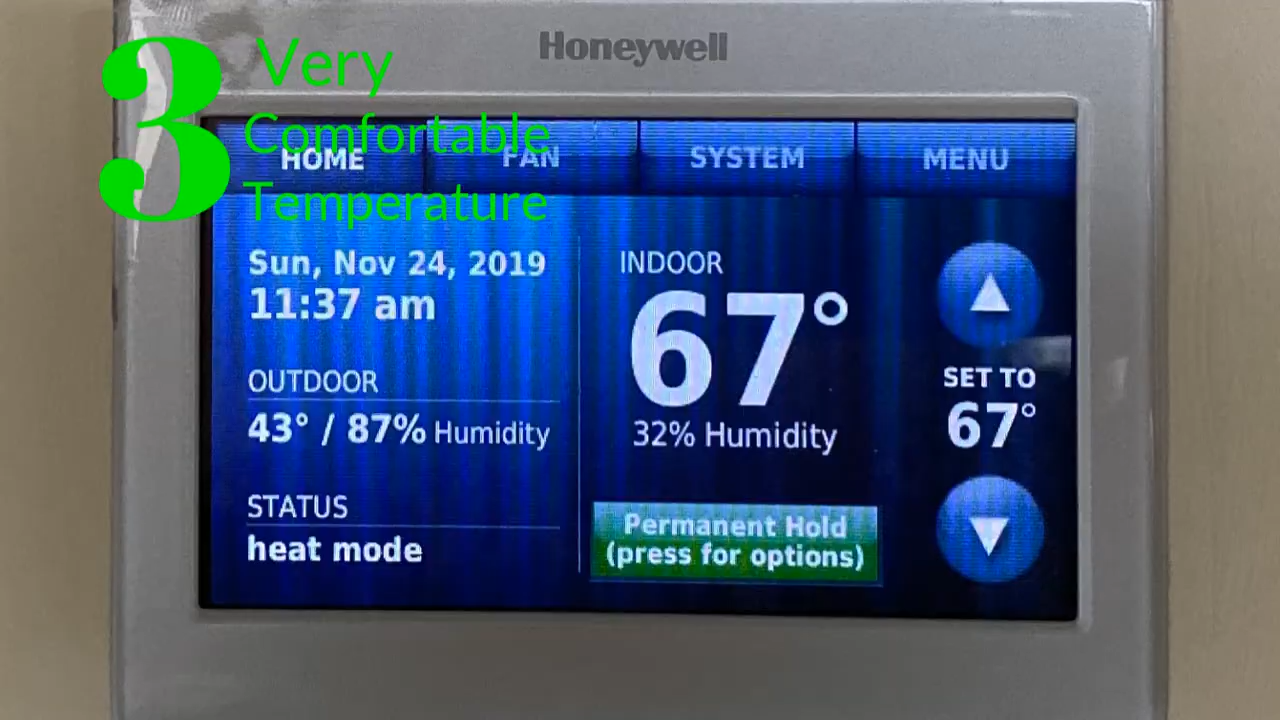 Honeywell
3 Very
Comfortable
Temperature
HOME FAN SYSTEM MENU
Sun, Nov 24, 2019
11:37 am
OUTDOOR
43° / 87% Humidity
STATUS
heat mode
INDOOR
67°
32% Humidity
Permanent Hold
(press for options)
SET TO
67°